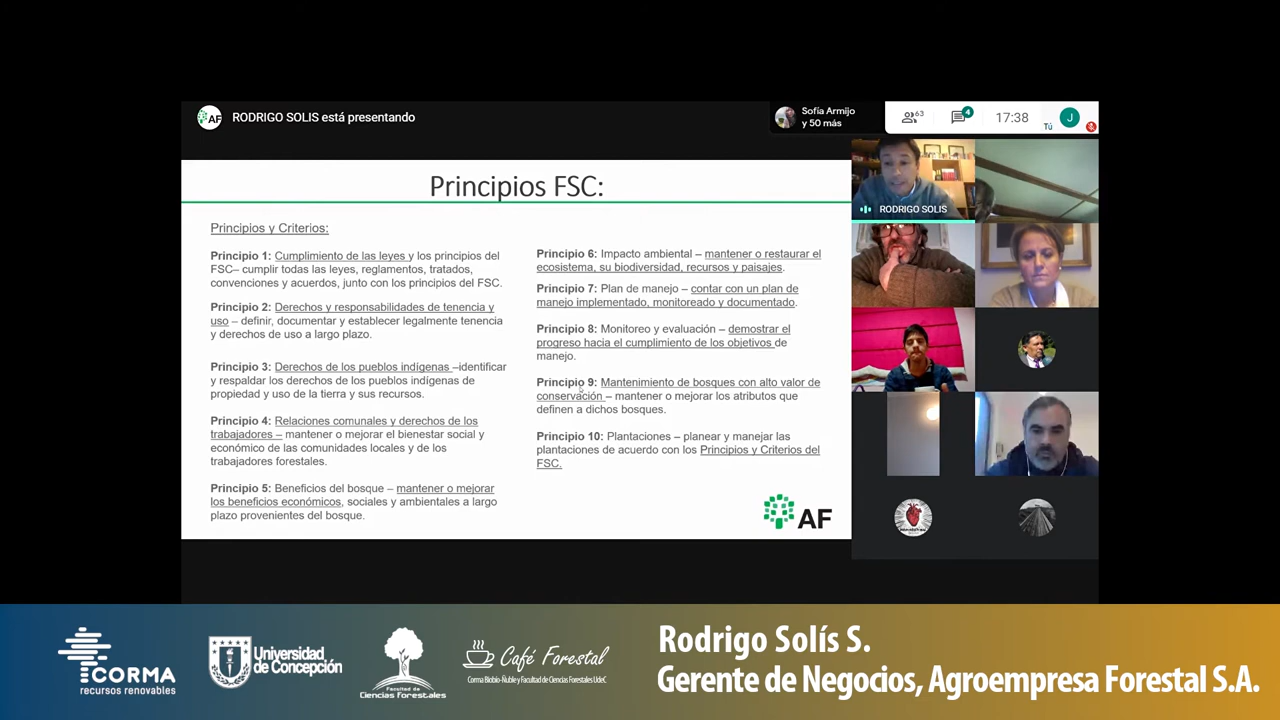 AF
RODRIGO SOLIS está presentando
Sofía Armijo
y 50 más
63
4
17:38
Tú
J
Principios FSC:
Principios y Criterios:
Principio 1: Cumplimiento de las leyes y los principios del
FSC– cumplir todas las leyes, reglamentos, tratados,
convenciones y acuerdos, junto con los principios del FSC.
Principio 2: Derechos y responsabilidades de tenencia y
uso – definir, documentar y establecer legalmente tenencia
y derechos de uso a largo plazo.
Principio 3: Derechos de los pueblos indígenas –identificar
y respaldar los derechos de los pueblos indígenas de
propiedad y uso de la tierra y sus recursos.
Principio 4: Relaciones comunales y derechos de los
trabajadores – mantener o mejorar el bienestar social y
económico de las comunidades locales y de los
trabajadores forestales.
Principio 5: Beneficios del bosque – mantener o mejorar
los beneficios económicos, sociales y ambientales a largo
plazo provenientes del bosque.
Principio 6: Impacto ambiental – mantener o restaurar el
ecosistema, su biodiversidad, recursos y paisajes.
Principio 7: Plan de manejo – contar con un plan de
manejo implementado, monitoreado y documentado.
Principio 8: Monitoreo y evaluación – demostrar el
progreso hacia el cumplimiento de los objetivos de
manejo.
Principio 9: Mantenimiento de bosques con alto valor de
conservación – mantener o mejorar los atributos que
definen a dichos bosques.
Principio 10: Plantaciones – planear y manejar las
plantaciones de acuerdo con los Principios y Criterios del
FSC.
AF
RODRIGO SOLIS
CORMA
recursos renovables
Universidad
de Concepción
Facultad de
Ciencias Forestales
Café Forestal
Corma Biobío-Ñuble y Facultad de Ciencias Forestales UdeC
Rodrigo Solís S.
Gerente de Negocios, Agroempresa Forestal S.A.